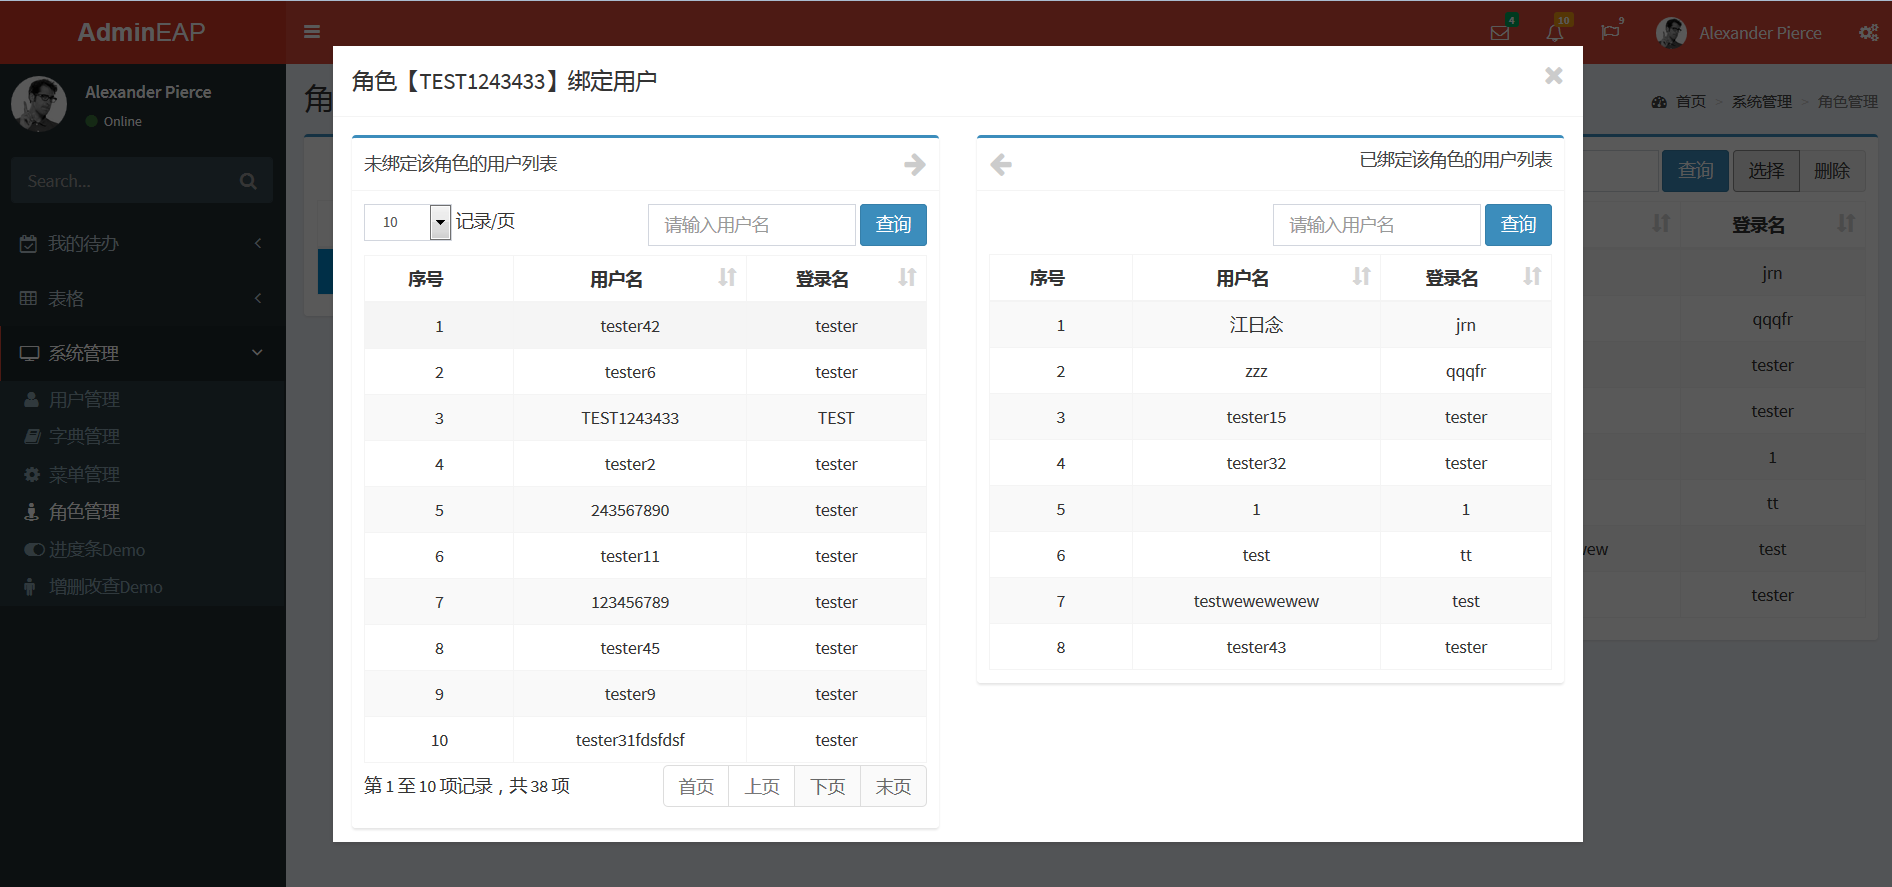 AdminEAP
4
10
9
Alexander Pierce
Alexander Pierce
Online
Search...
我的待办
表格
系统管理
用户管理
字典管理
菜单管理
角色管理
进度条Demo
增删改查Demo
角
首页 > 系统管理 > 角色管理
查询 选择 删除
登录名
jrn
qqqfr
tester
tester
1
tt
test
tester
角色【TEST1243433】绑定用户
未绑定该角色的用户列表
10 记录/页 请输入用户名 查询
序号 用户名 登录名
1 tester42 tester
2 tester6 tester
3 TEST1243433 TEST
4 tester2 tester
5 243567890 tester
6 tester11 tester
7 123456789 tester
8 tester45 tester
9 tester9 tester
10 tester31fdsfdsf tester
第 1 至 10 项记录，共 38 项 首页 上页 下页 末页
已绑定该角色的用户列表
请输入用户名 查询
序号 用户名 登录名
1 江日念 jrn
2 zzz qqqfr
3 tester15 tester
4 tester32 tester
5 1 1
6 test tt
7 testwewewewew test
8 tester43 tester